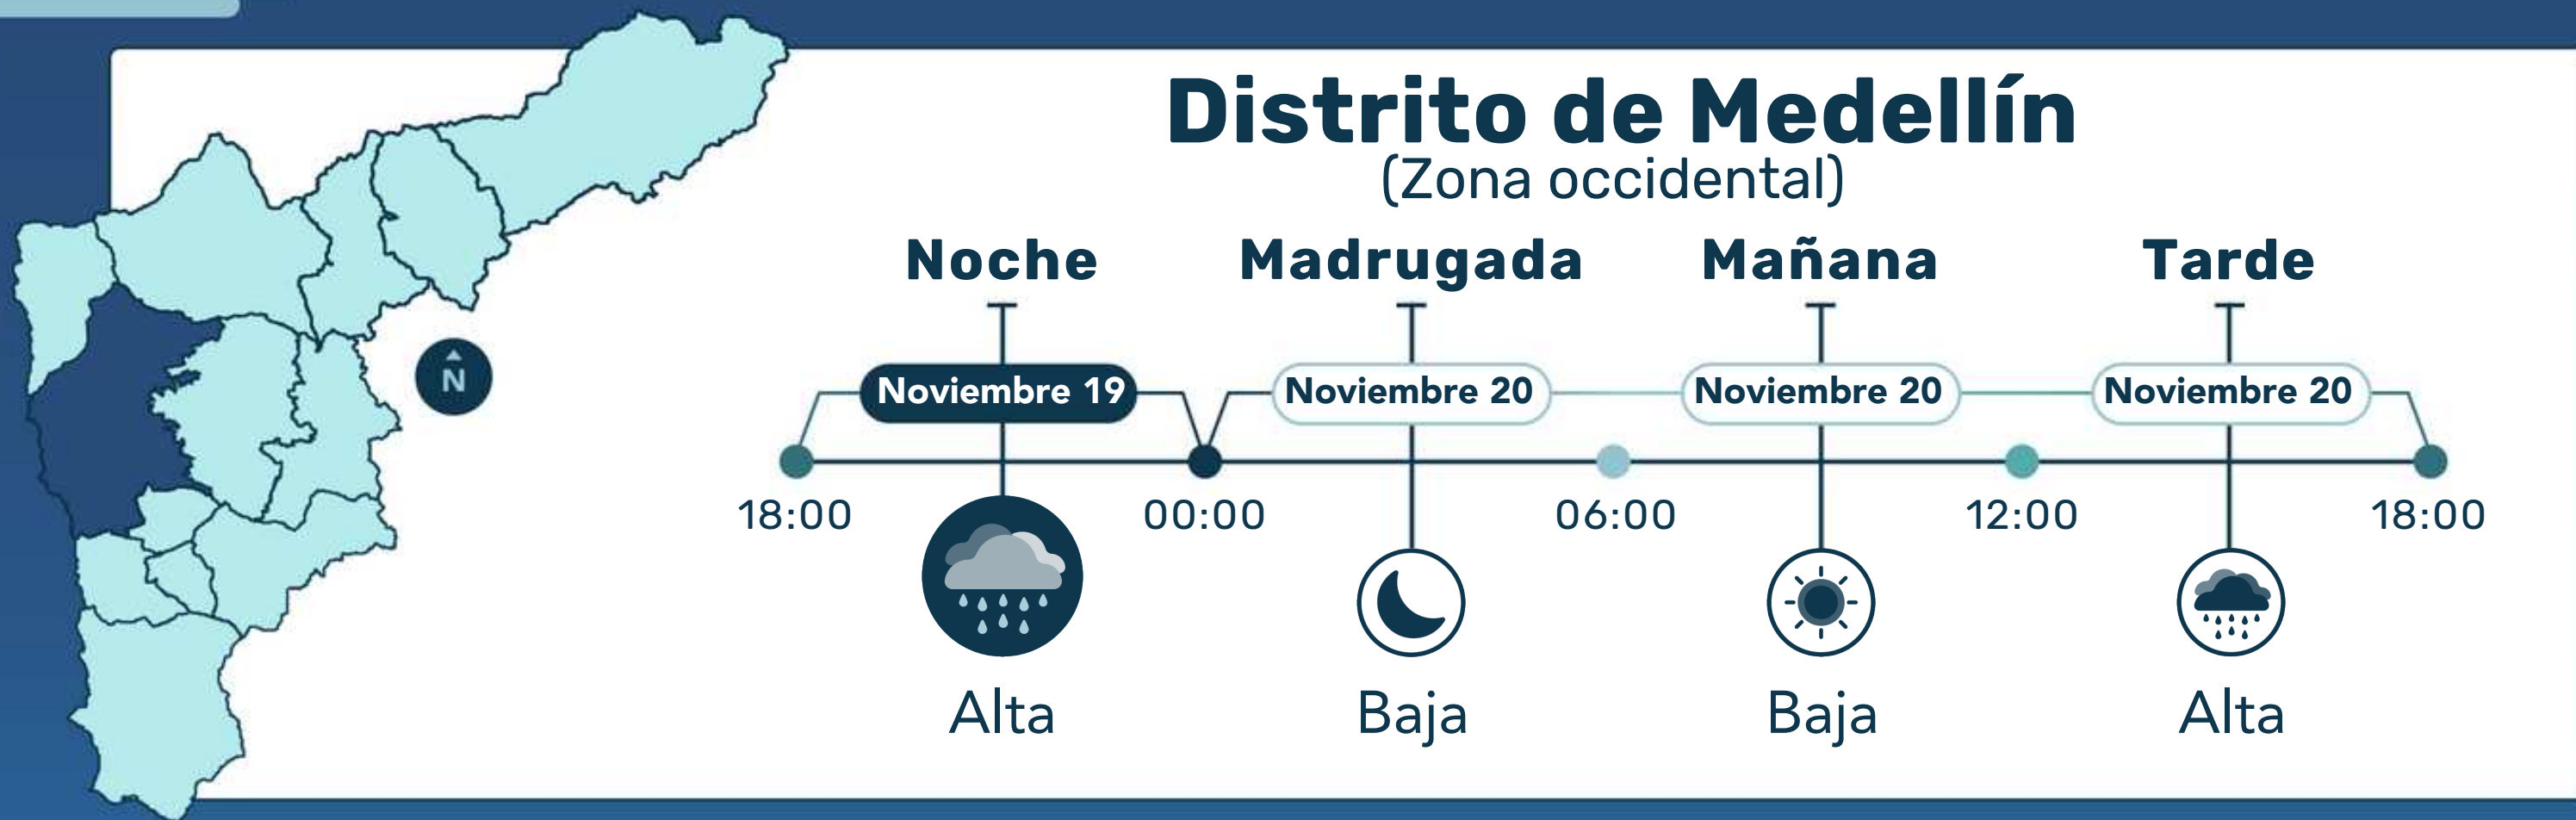 Distrito de Medellín
(Zona occidental)
Noche Madrugada Mañana Tarde
N
Noviembre 19 Noviembre 20 Noviembre 20 Noviembre 20
18:00 00:00 06:00 12:00 18:00
Alta Baja Baja Alta